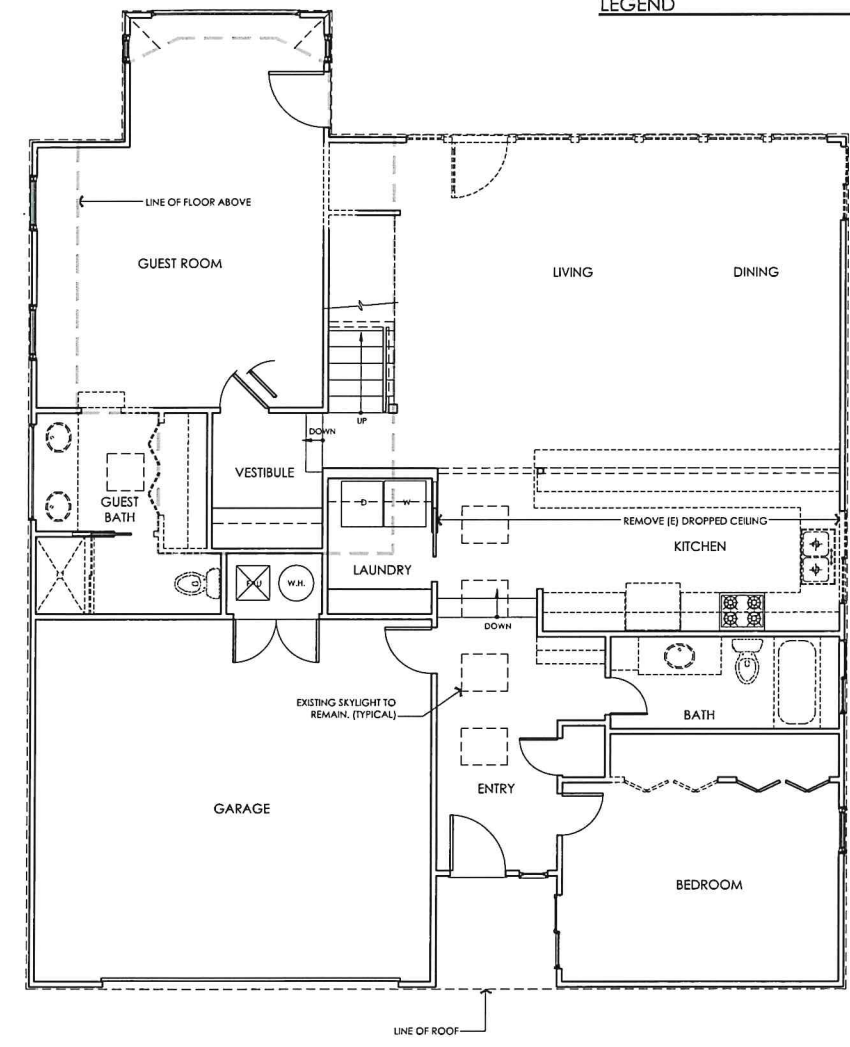 LEGEND
LINE OF FLOOR ABOVE
GUEST ROOM
LIVING
DINING
UP
DOWN
VESTIBULE
GUEST
BATH
D
W
REMOVE (E) DROPPED CEILING
KITCHEN
LAUNDRY
F.U
W.H.
DOWN
EXISTING SKYLIGHT TO
REMAIN. (TYPICAL)
BATH
ENTRY
GARAGE
BEDROOM
LINE OF ROOF